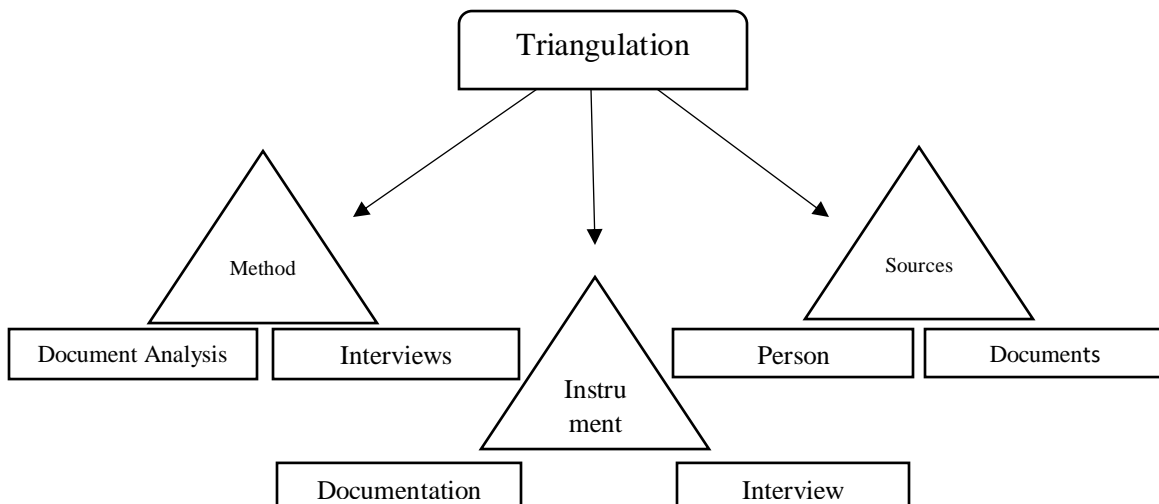 Triangulation
Method
Sources
Document Analysis
Interviews
Person
Documents
Instru
ment
Documentation
Interview